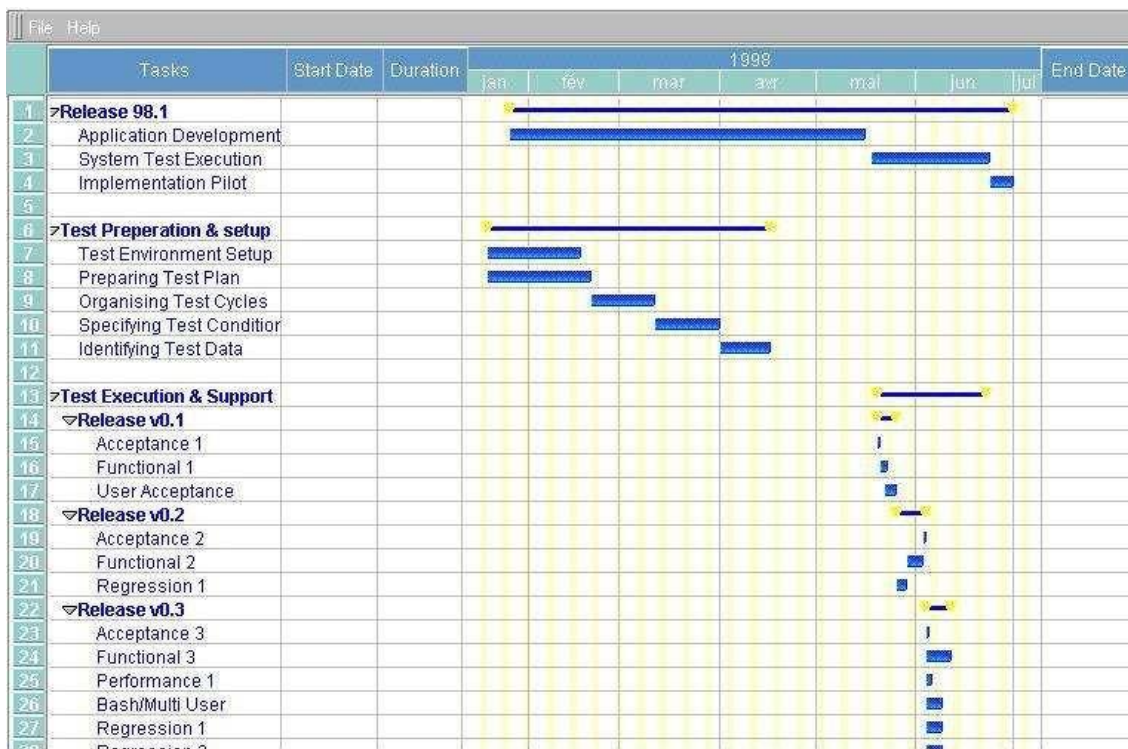 File Help
Tasks Start Date Duration 1998 End Date
jan fév mar avr mai jun jul
1 Release 98.1
2 Application Development
3 System Test Execution
4 Implementation Pilot
5
6 Test Preperation & setup
7 Test Environment Setup
8 Preparing Test Plan
9 Organising Test Cycles
10 Specifying Test Condition
11 Identifying Test Data
12
13 Test Execution & Support
14 Release v0.1
15 Acceptance 1
16 Functional 1
17 User Acceptance
18 Release v0.2
19 Acceptance 2
20 Functional 2
21 Regression 1
22 Release v0.3
23 Acceptance 3
24 Functional 3
25 Performance 1
26 Bash/Multi User
27 Regression 1